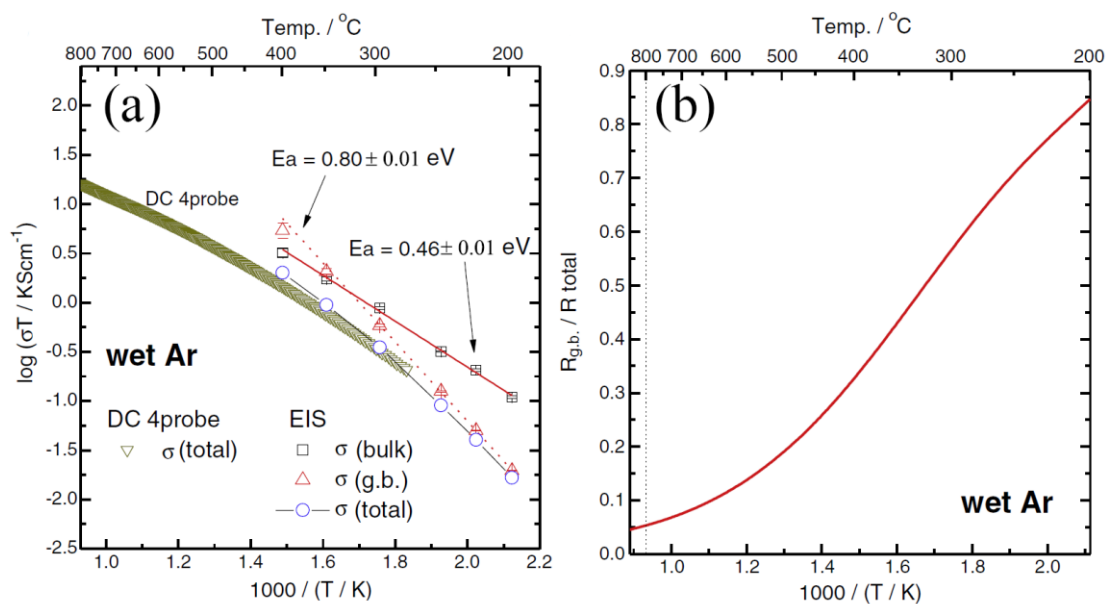 Temp. / °C
800 700 600 500 400 300 200
(a)
log (σT / KScm⁻¹)
2.0
1.5
1.0
0.5
0.0
-0.5
-1.0
-1.5
-2.0
-2.5
Ea = 0.80 ± 0.01 eV
DC 4probe
Ea = 0.46 ± 0.01 eV
wet Ar
DC 4probe
σ (total)
EIS
σ (bulk)
σ (g.b.)
σ (total)
1.0 1.2 1.4 1.6 1.8 2.0 2.2
1000 / (T / K)
Temp. / °C
800 700 600 500 400 300 200
(b)
R g.b. / R total
0.9
0.8
0.7
0.6
0.5
0.4
0.3
0.2
0.1
0.0
wet Ar
1.0 1.2 1.4 1.6 1.8 2.0
1000 / (T / K)